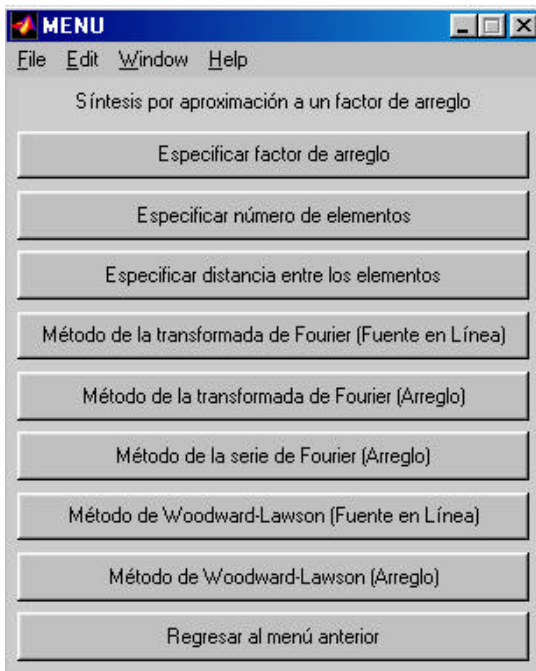 MENU
File Edit Window Help
Síntesis por aproximación a un factor de arreglo
Especificar factor de arreglo
Especificar número de elementos
Especificar distancia entre los elementos
Método de la transformada de Fourier (Fuente en Línea)
Método de la transformada de Fourier (Arreglo)
Método de la serie de Fourier (Arreglo)
Método de Woodward-Lawson (Fuente en Línea)
Método de Woodward-Lawson (Arreglo)
Regresar al menú anterior